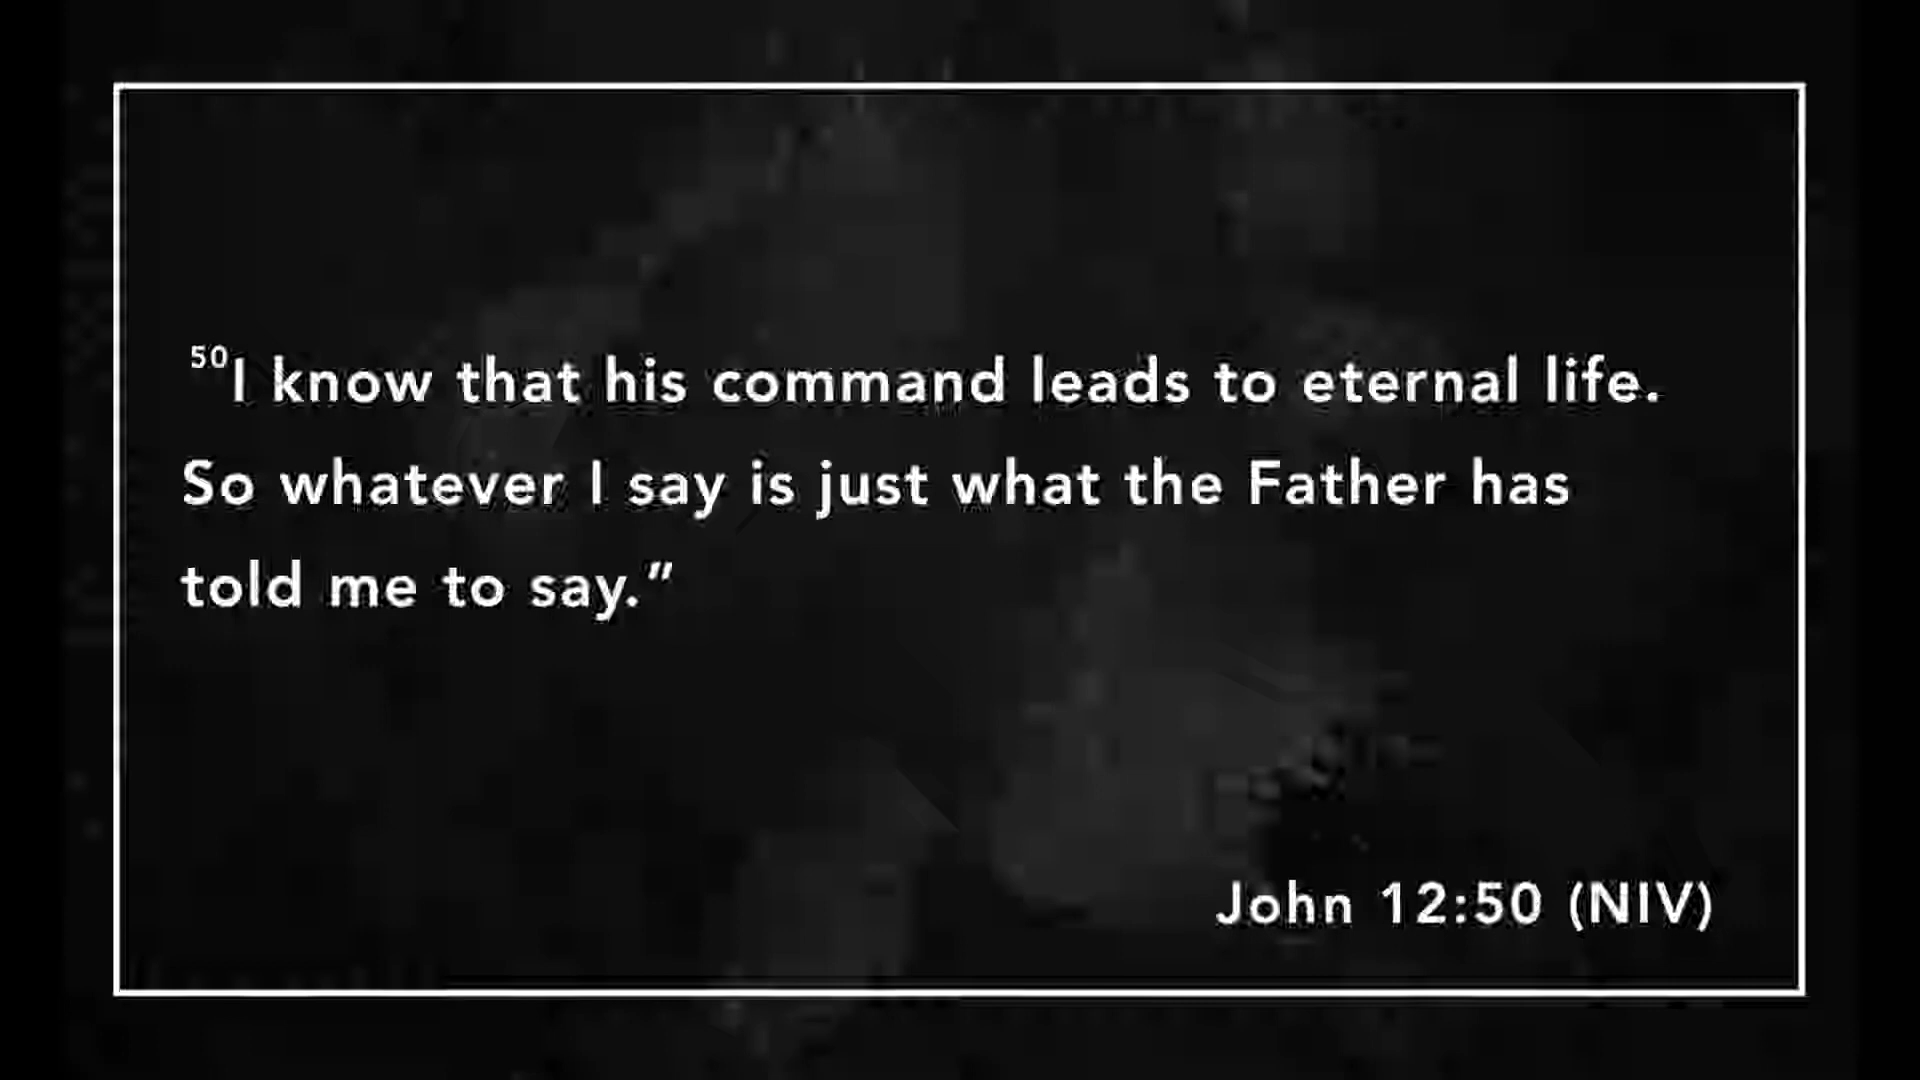 ⁵⁰I know that his command leads to eternal life.
So whatever I say is just what the Father has
told me to say.”
John 12:50 (NIV)